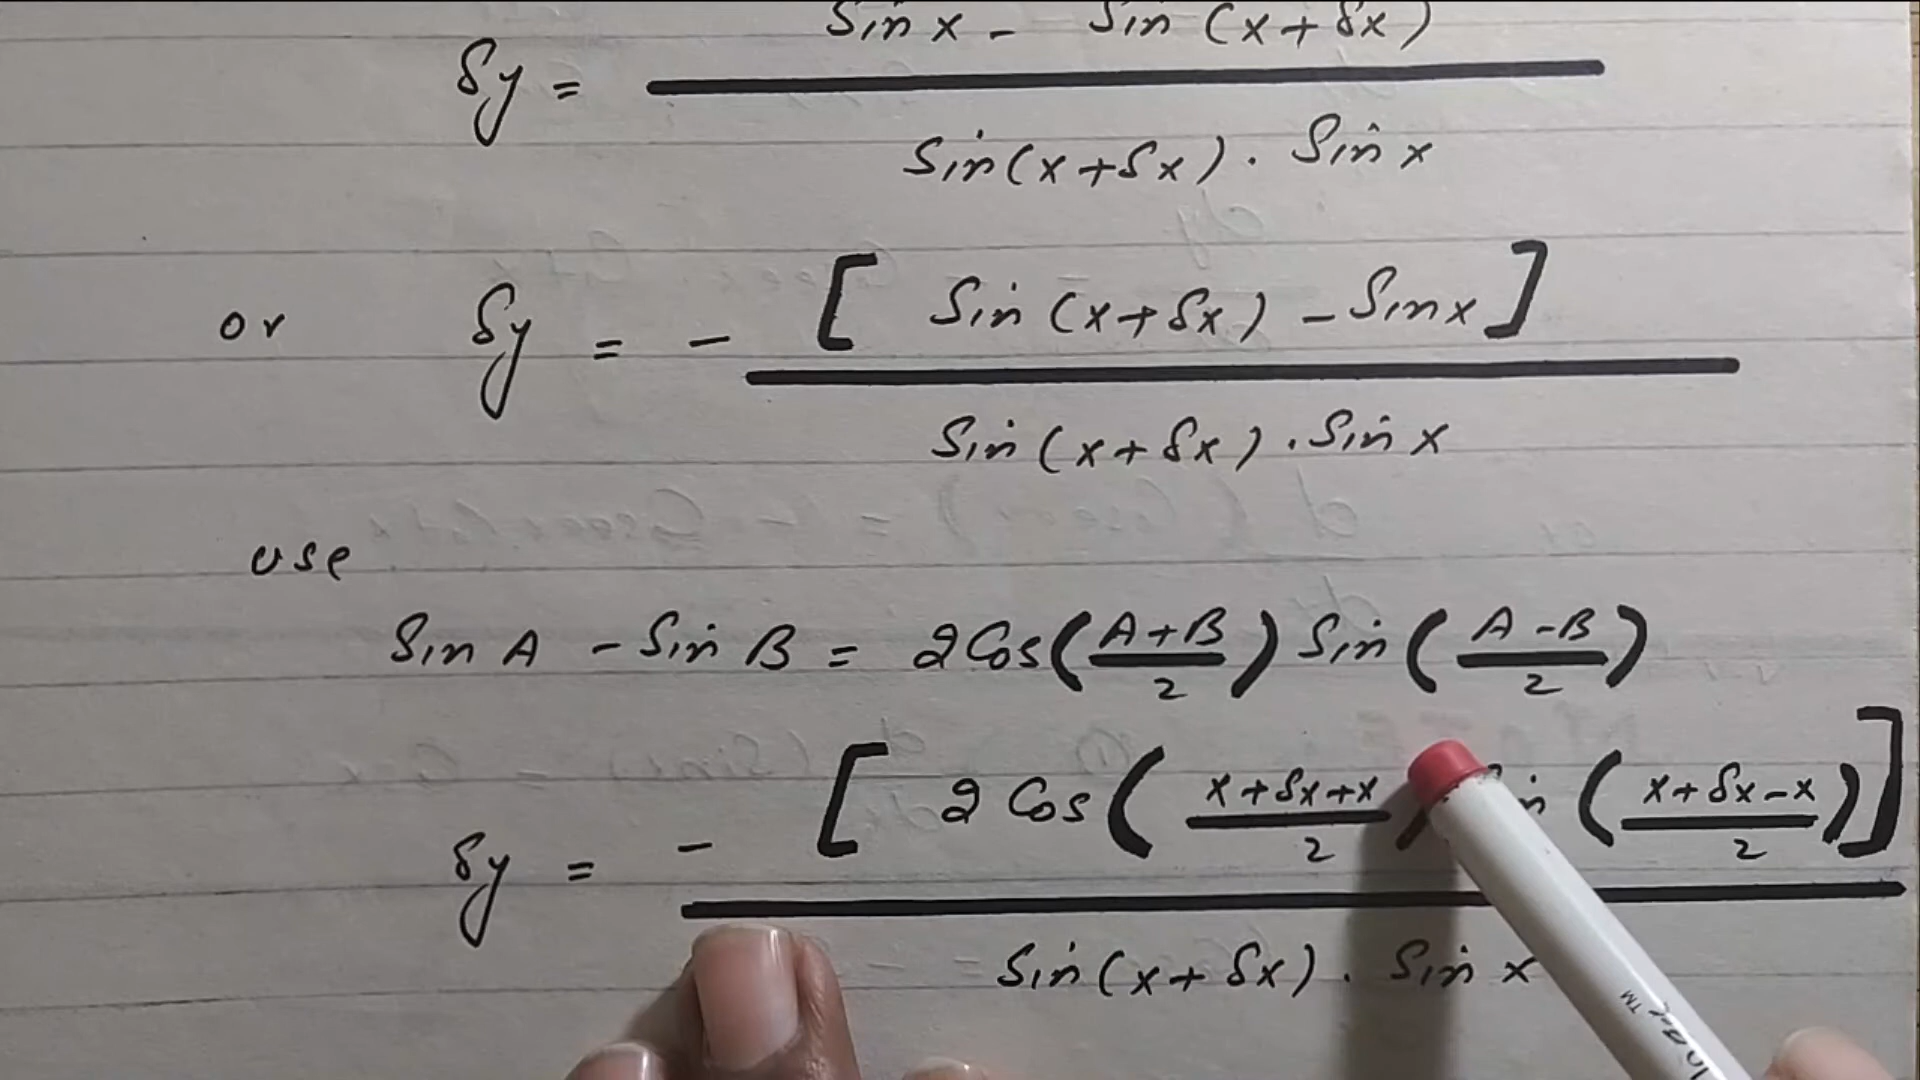 δy = Sin x - Sin (x + δx) / Sin(x + δx) . Sin x
or δy = - [ Sin (x + δx) - Sin x ] / Sin (x + δx) . Sin x
use
Sin A - Sin B = 2 Cos ( A + B / 2 ) Sin ( A - B / 2 )
δy = - [ 2 Cos ( x + δx + x / 2 ) Sin ( x + δx - x / 2 ) ] / Sin (x + δx) . Sin x